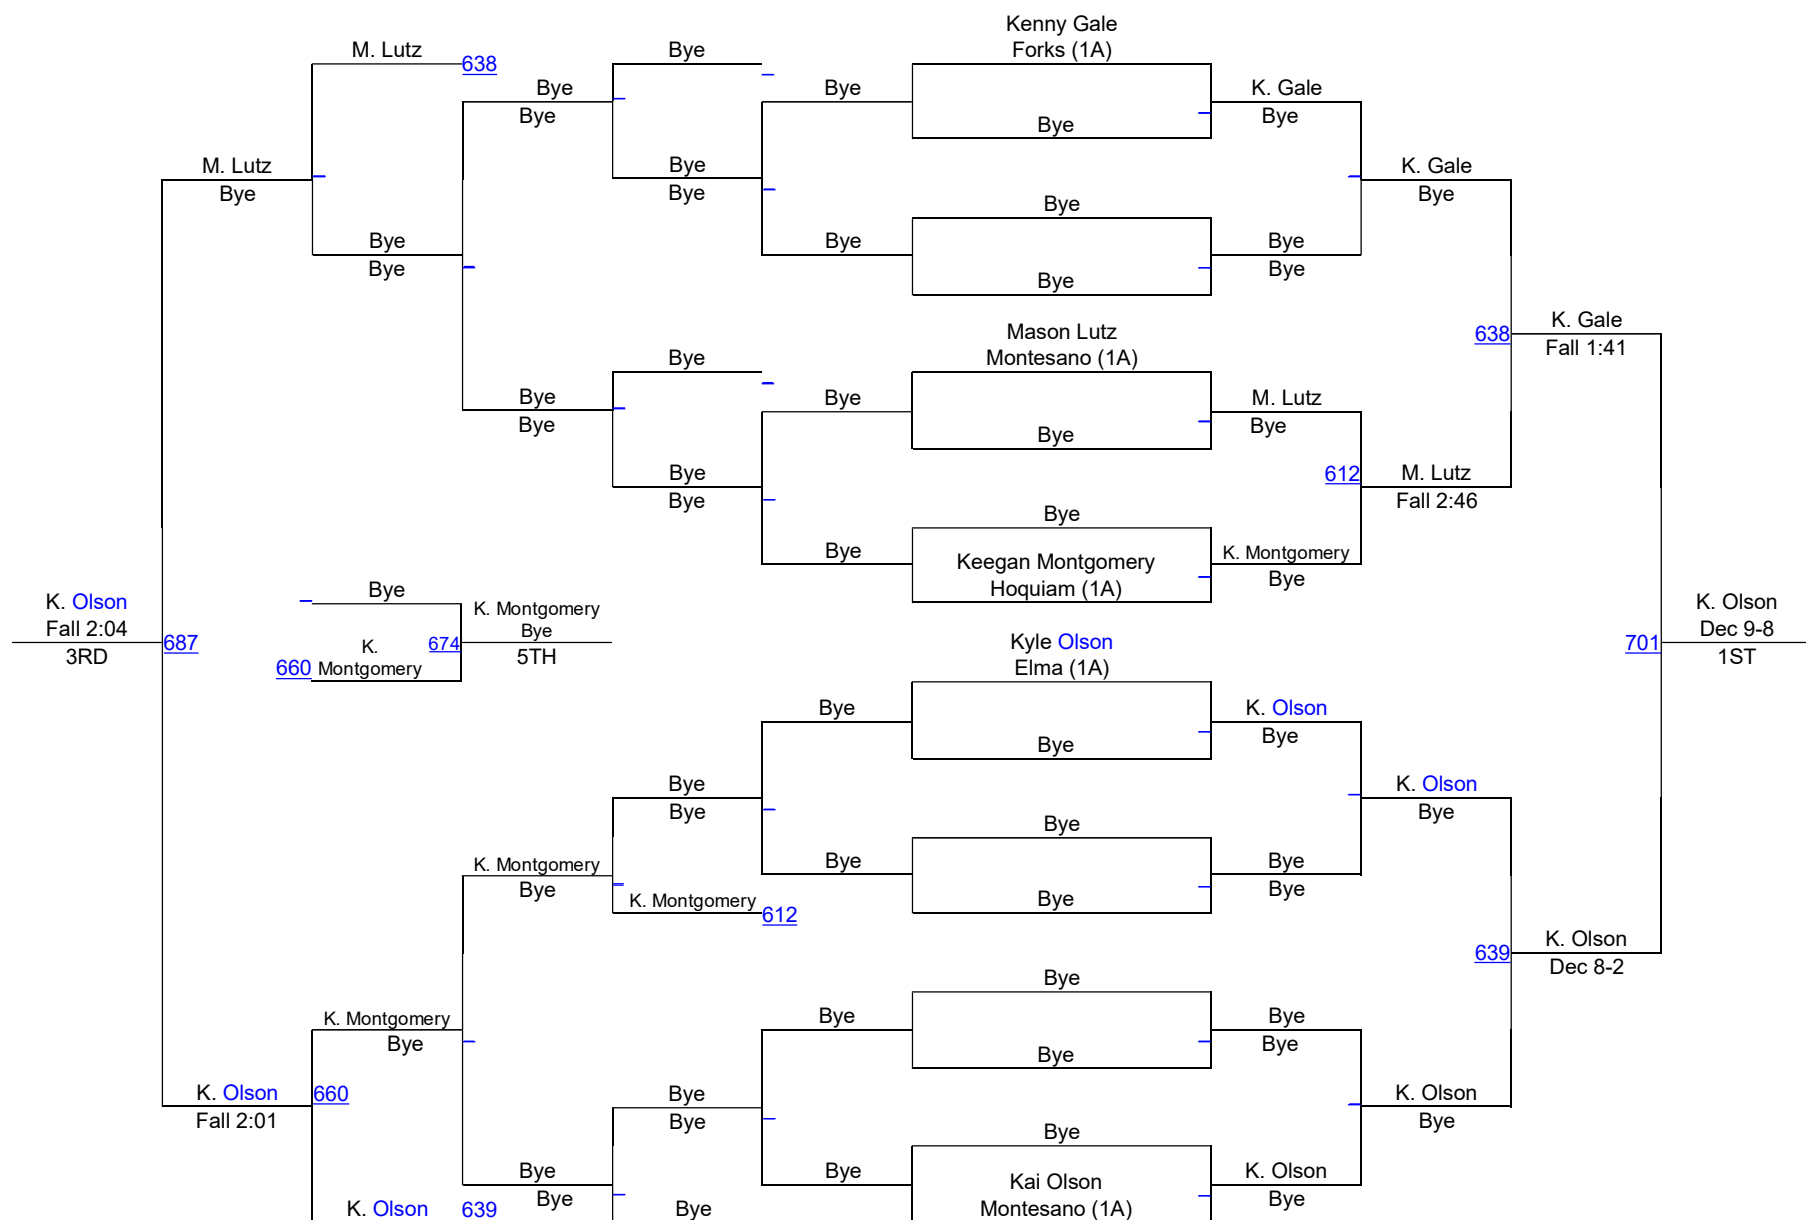 Kenny Gale
M. Lutz
Bye
Forks (1A)
638
Bye
Bye
K. Gale
Bye
Bye
Bye
M. Lutz
Bye
K. Gale
Bye
Bye
Bye
Bye
Bye
Bye
Bye
Bye
Bye
Bye
Mason Lutz
K. Gale
638
Bye
Montesano (1A)
Fall 1:41
Bye
Bye
M. Lutz
Bye
Bye
Bye
Bye
612
M. Lutz
Bye
Fall 2:46
Bye
Bye
Keegan Montgomery
K. Montgomery
Hoquiam (1A)
Bye
Bye
K. Olson
K. Montgomery
K. Olson
Fall 2:04
Bye
Dec 9-8
687
K.
674
Kyle Olson
701
3RD
5TH
1ST
660
Montgomery
Elma (1A)
Bye
K. Olson
Bye
Bye
Bye
K. Olson
Bye
Bye
Bye
K. Montgomery
Bye
Bye
Bye
Bye
K. Montgomery
612
Bye
K. Olson
639
Dec 8-2
Bye
K. Montgomery
Bye
Bye
Bye
Bye
Bye
K. Olson
660
Bye
K. Olson
Fall 2:01
Bye
Bye
Bye
Bye
Bye
Kai Olson
K. Olson
Bye
Bye
K. Olson
639
Bye
Montesano (1A)